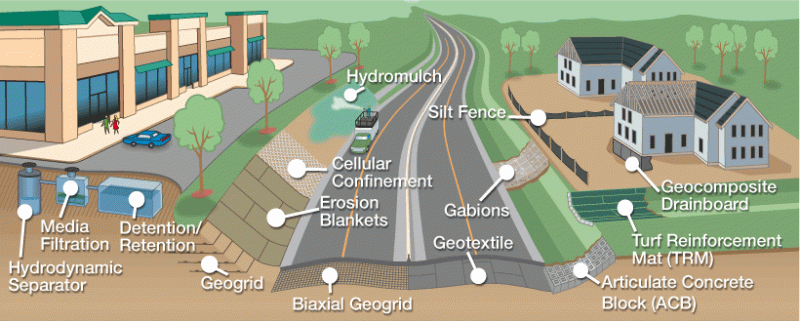 Hydromulch
Silt Fence
Cellular
Confinement
Geocomposite
Drainboard
Erosion
Blankets
Gabions
Media
Filtration
Detention/
Retention
Turf Reinforcement
Mat (TRM)
Geotextile
Hydrodynamic
Separator
Geogrid
Biaxial Geogrid
Articulate Concrete
Block (ACB)